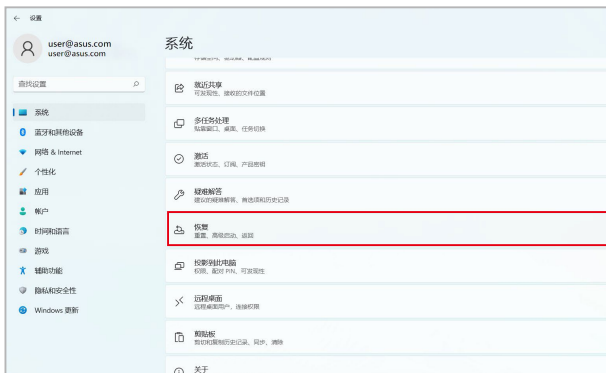 设置
user@asus.com
user@asus.com
查找设置
系统
蓝牙和其他设备
网络 & Internet
个性化
应用
帐户
时间和语言
游戏
辅助功能
隐私和安全性
Windows 更新
系统
就近共享
可发现性、接收的文件位置
多任务处理
贴靠窗口、桌面、任务切换
激活
激活状态、订阅、产品密钥
疑难解答
建议的疑难解答、首选项和历史记录
恢复
重置、高级启动、返回
投影到此电脑
权限、配对 PIN、可发现性
远程桌面
远程桌面用户、连接权限
剪贴板
剪切和复制历史记录、同步、清除
关于